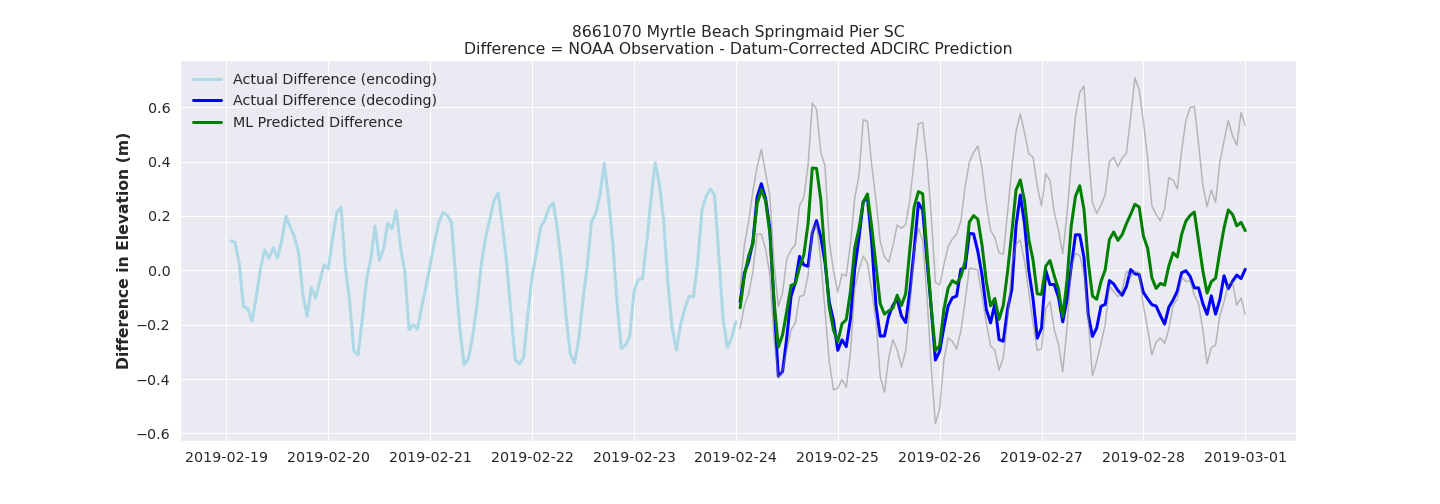 8661070 Myrtle Beach Springmaid Pier SC
Difference = NOAA Observation - Datum-Corrected ADCIRC Prediction
Actual Difference (encoding)
Actual Difference (decoding)
ML Predicted Difference
Difference in Elevation (m)
0.6
0.4
0.2
0.0
−0.2
−0.4
−0.6
2019-02-19 2019-02-20 2019-02-21 2019-02-22 2019-02-23 2019-02-24 2019-02-25 2019-02-26 2019-02-27 2019-02-28 2019-03-01